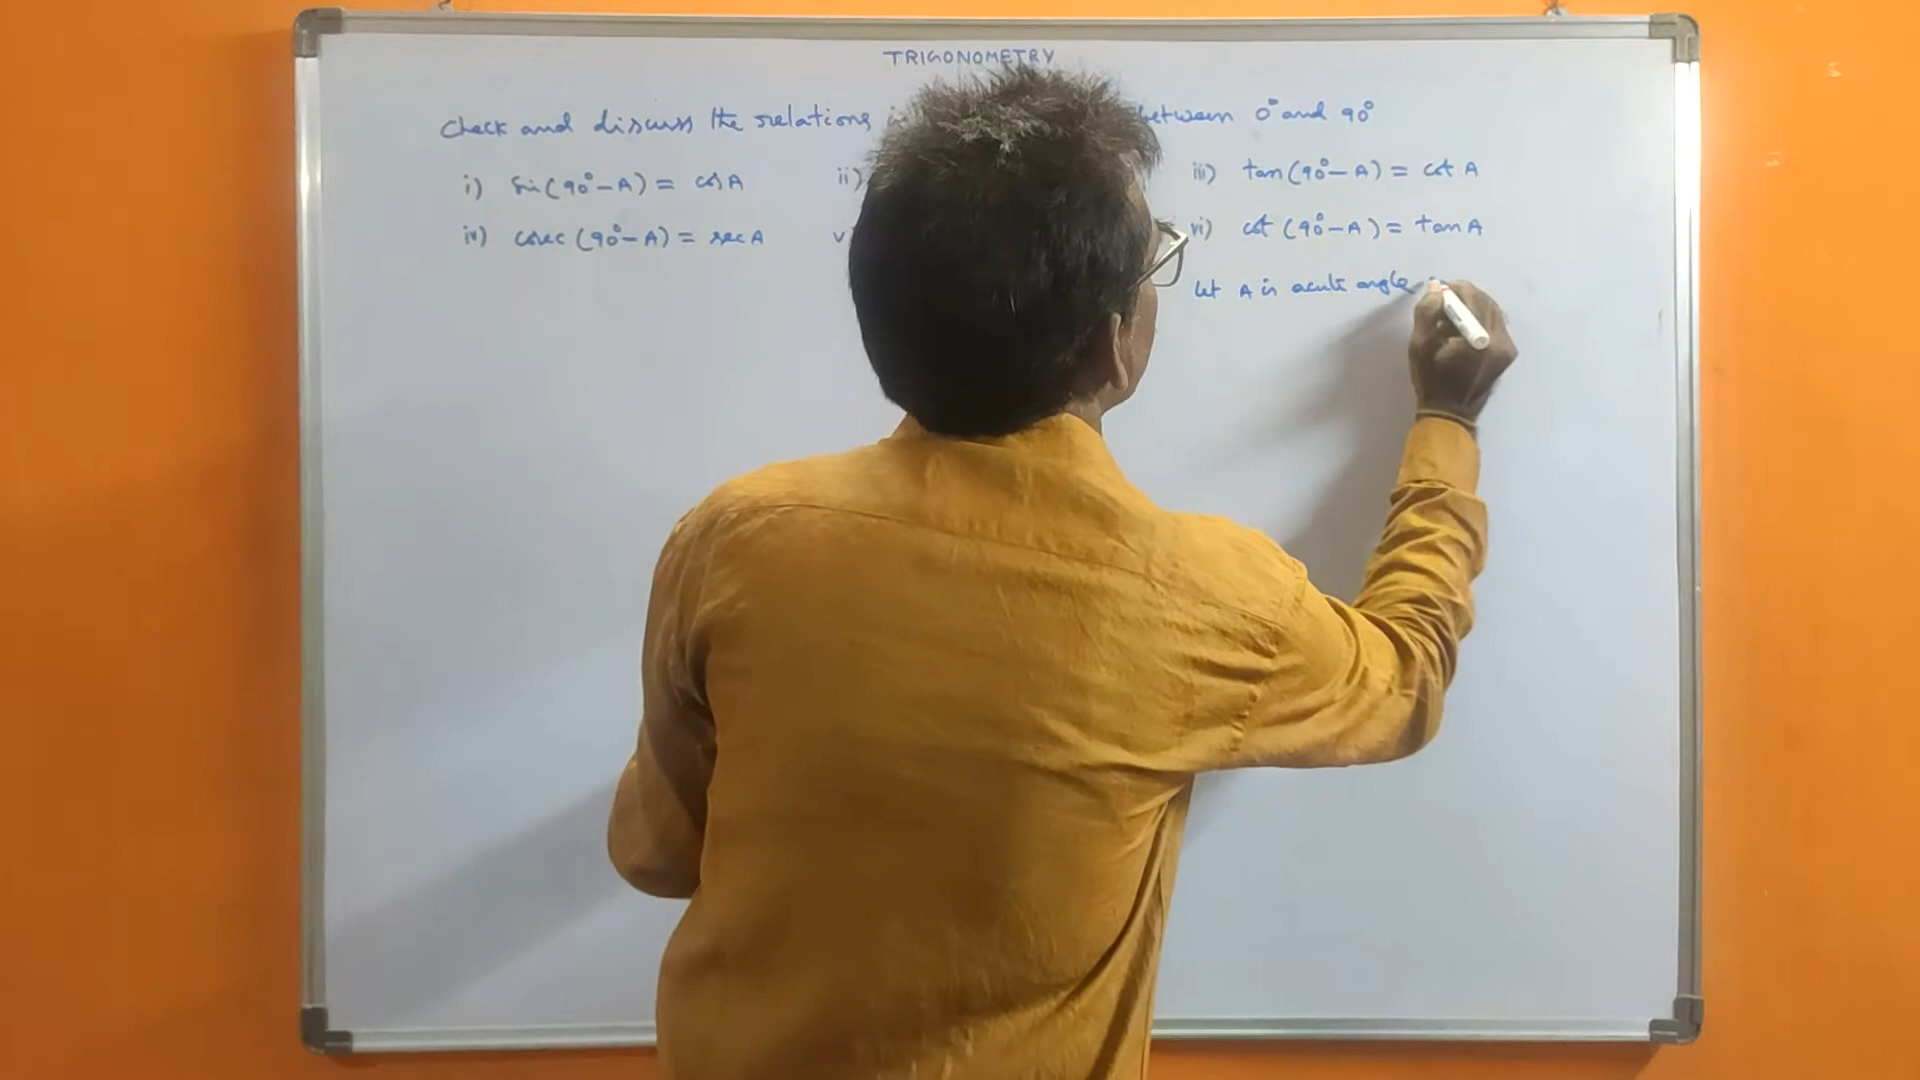 TRIGONOMETRY
Check and discuss the relations between 0° and 90°
i) Sin(90°-A) = cosA ii) iii) tan(90°-A) = cot A
iv) cosec (90°-A) = sec A v) vi) cot (90°-A) = tan A
Let A is acute angle